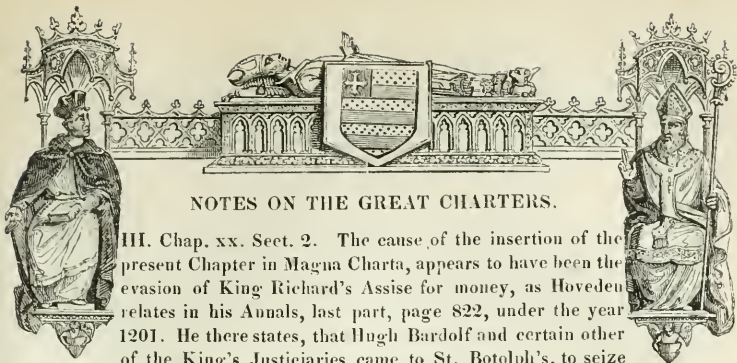 NOTES ON THE GREAT CHARTERS.
III. Chap. xx. Sect. 2. The cause of the insertion of the
present Chapter in Magna Charta, appears to have been the
evasion of King Richard's Assise for money, as Hoveden
relates in his Annals, last part, page 822, under the year
1201. He there states, that Hugh Bardolf and certain other
of the King's Justiciaries came to St. Botolph's, to seize